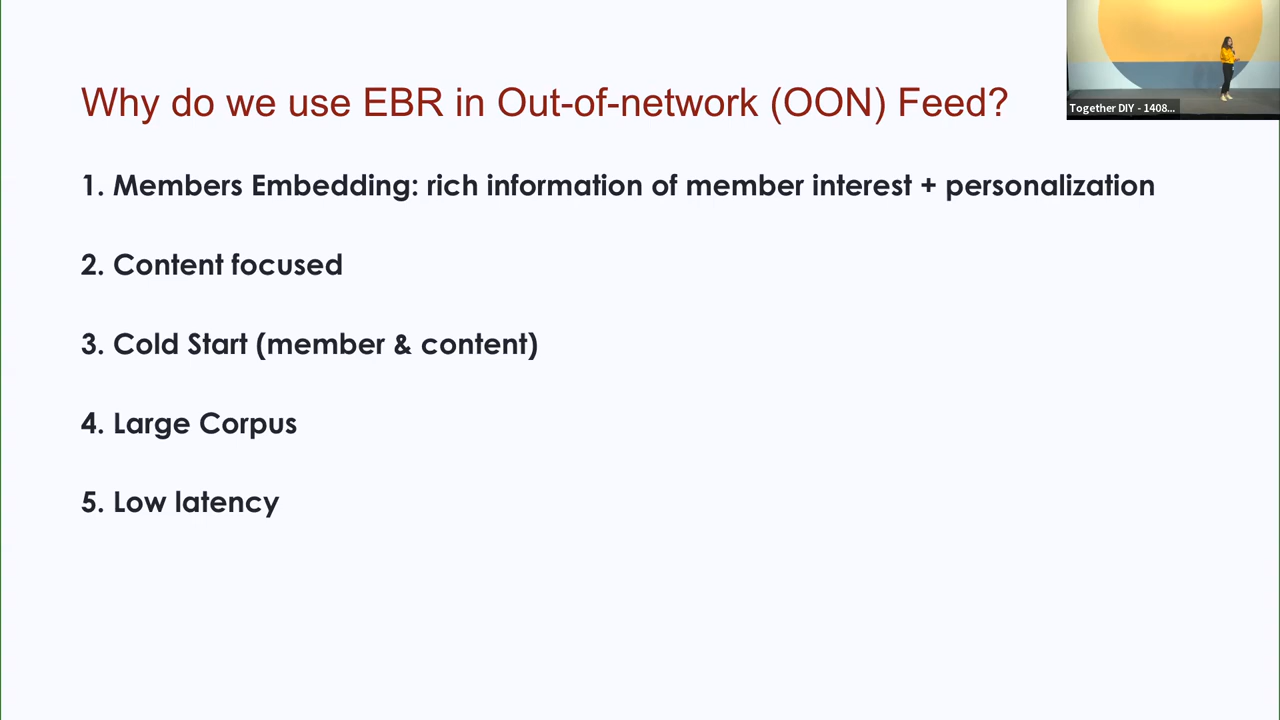 Why do we use EBR in Out-of-network (OON) Feed?
Together DIY - 1408...
1. Members Embedding: rich information of member interest + personalization
2. Content focused
3. Cold Start (member & content)
4. Large Corpus
5. Low latency